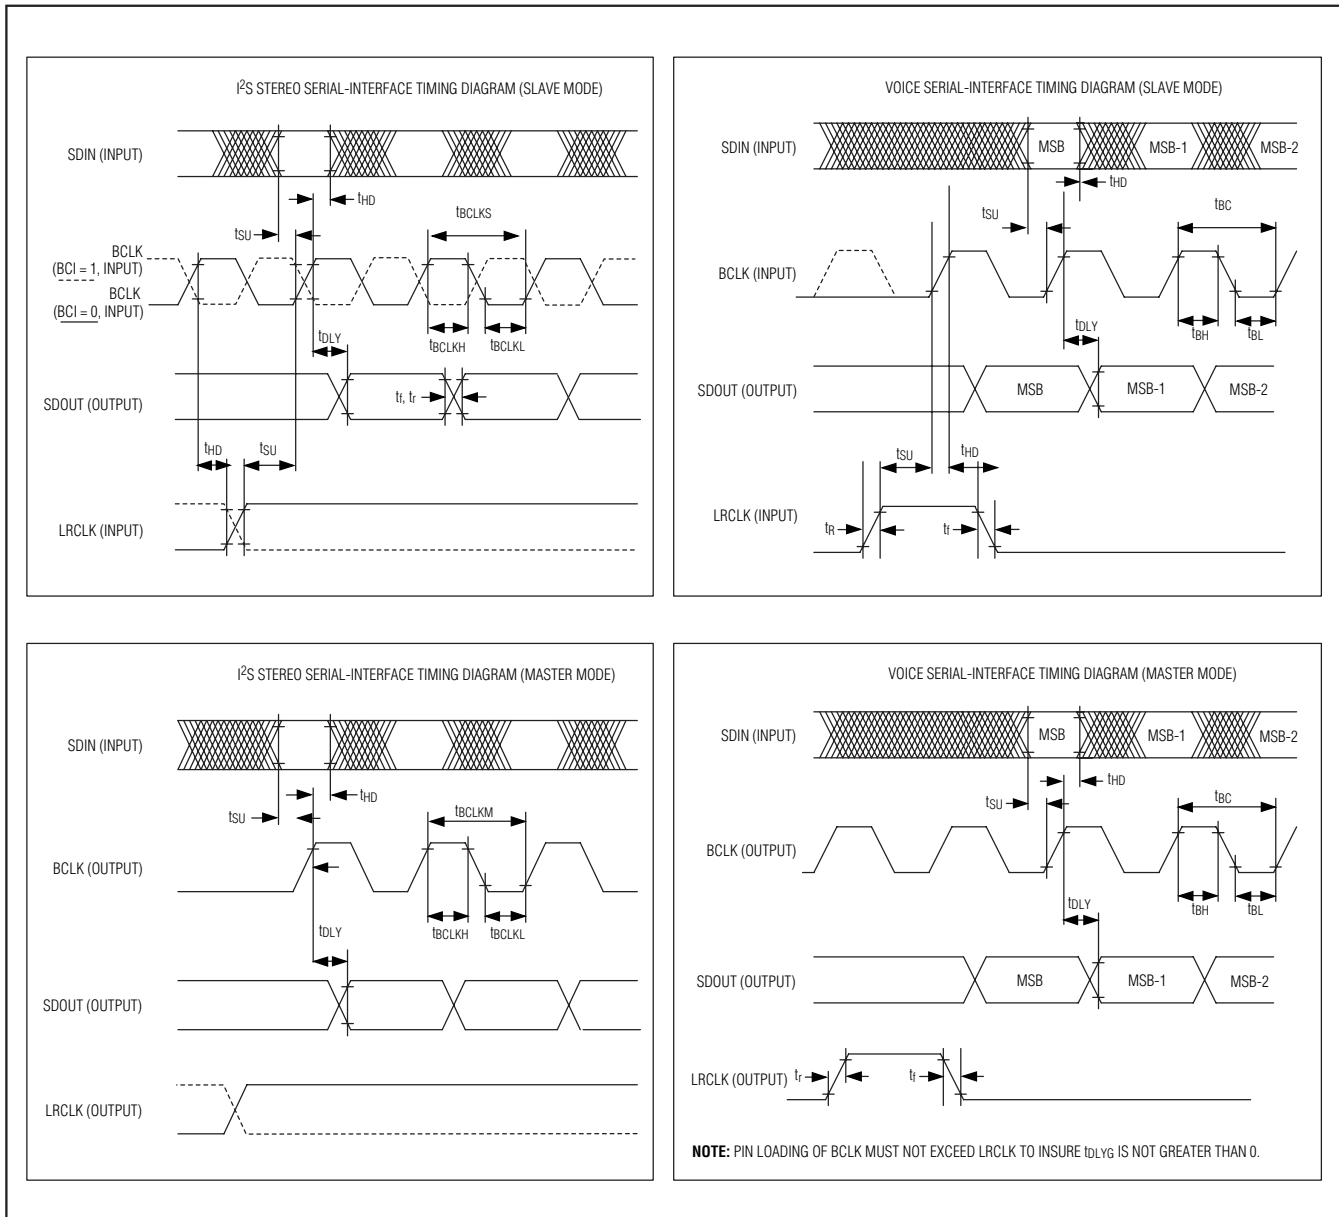 I2S STEREO SERIAL-INTERFACE TIMING DIAGRAM (SLAVE MODE)
SDIN (INPUT)
tHD
tSU
tBCLKS
BCLK
(BCI = 1, INPUT)
BCLK
(BCI = 0, INPUT)
tDLY
tBCLKH
tBCLKL
SDOUT (OUTPUT)
tf, tr
tHD
tSU
LRCLK (INPUT)
VOICE SERIAL-INTERFACE TIMING DIAGRAM (SLAVE MODE)
SDIN (INPUT)
MSB
MSB-1
MSB-2
tHD
tSU
tBC
BCLK (INPUT)
tDLY
tBH
tBL
SDOUT (OUTPUT)
MSB
MSB-1
MSB-2
tSU
tHD
LRCLK (INPUT)
tR
tf
I2S STEREO SERIAL-INTERFACE TIMING DIAGRAM (MASTER MODE)
SDIN (INPUT)
tHD
tSU
tBCLKM
BCLK (OUTPUT)
tDLY
tBCLKH
tBCLKL
SDOUT (OUTPUT)
LRCLK (OUTPUT)
VOICE SERIAL-INTERFACE TIMING DIAGRAM (MASTER MODE)
SDIN (INPUT)
MSB
MSB-1
MSB-2
tHD
tSU
tBC
BCLK (OUTPUT)
tDLY
tBH
tBL
SDOUT (OUTPUT)
MSB
MSB-1
MSB-2
LRCLK (OUTPUT)
tr
tf
NOTE: PIN LOADING OF BCLK MUST NOT EXCEED LRCLK TO INSURE tDLYG IS NOT GREATER THAN 0.